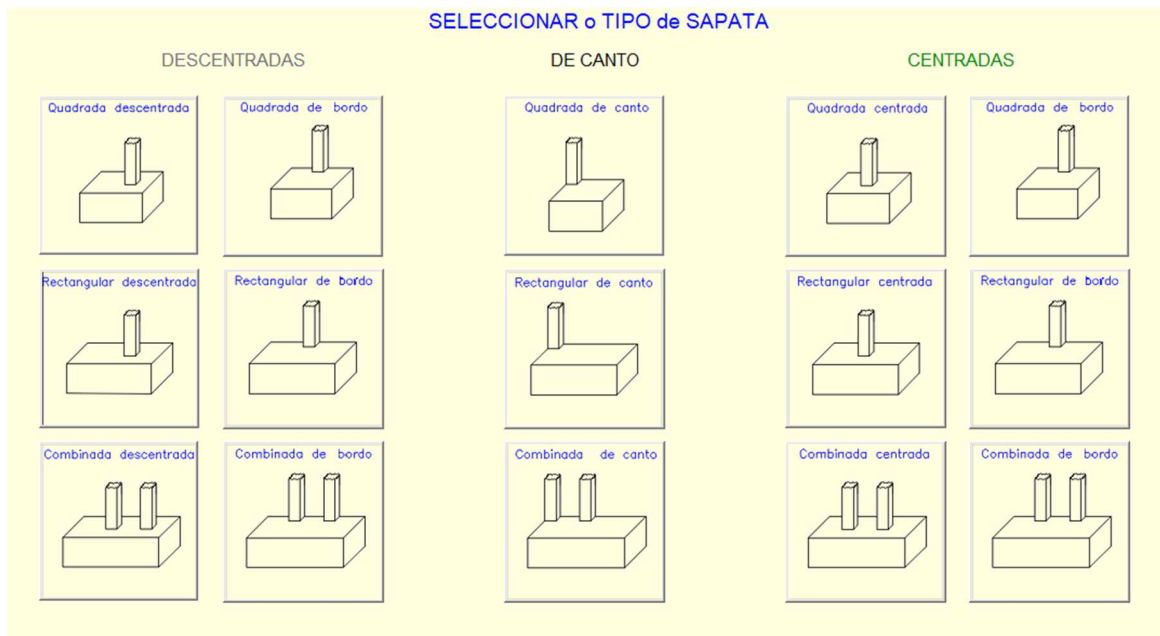 SELECCIONAR o TIPO de SAPATA
DESCENTRADAS
DE CANTO
CENTRADAS
Quadrada descentrada
Quadrada de bordo
Quadrada de canto
Quadrada centrada
Quadrada de bordo
Rectangular descentrada
Rectangular de bordo
Rectangular de canto
Rectangular centrada
Rectangular de bordo
Combinada descentrada
Combinada de bordo
Combinada de canto
Combinada centrada
Combinada de bordo